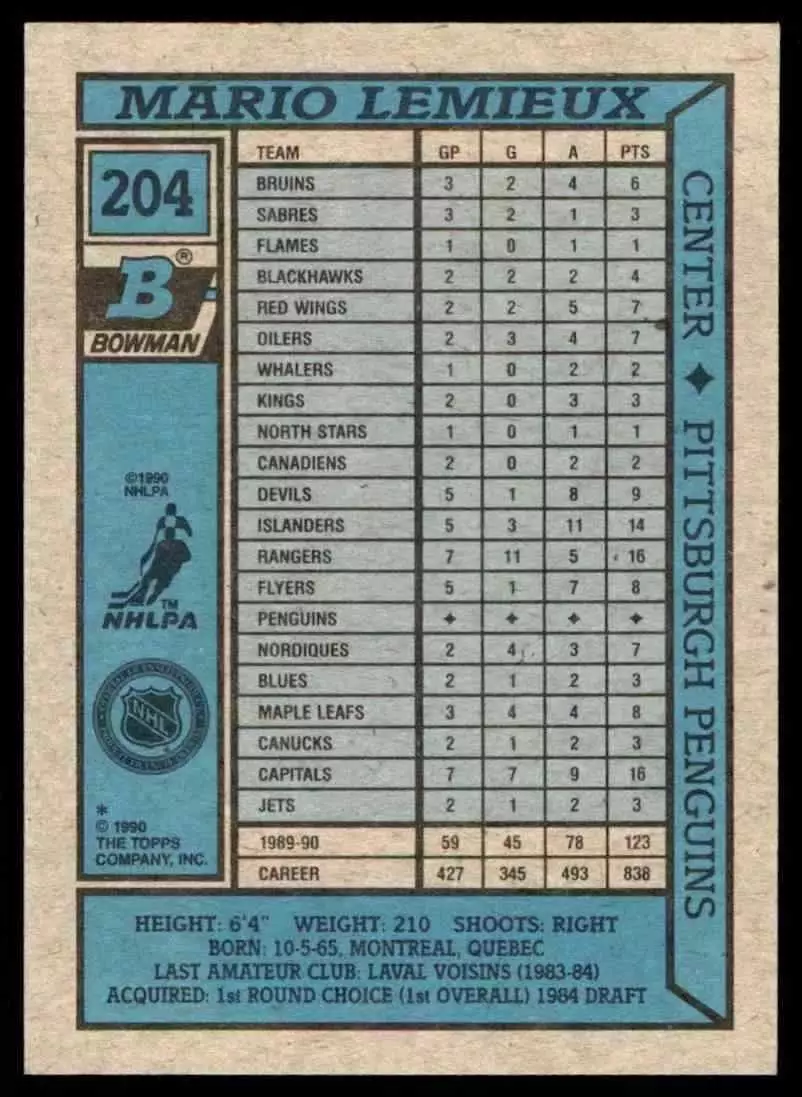 MARIO LEMIEUX
204
B®
BOWMAN
©1990
NHLPA
TM
NHLPA
NHL
*
© 1990
THE TOPPS
COMPANY, INC.
TEAM GP G A PTS
BRUINS 3 2 4 6
SABRES 3 2 1 3
FLAMES 1 0 1 1
BLACKHAWKS 2 2 2 4
RED WINGS 2 2 5 7
OILERS 2 3 4 7
WHALERS 1 0 2 2
KINGS 2 0 3 3
NORTH STARS 1 0 1 1
CANADIENS 2 0 2 2
DEVILS 5 1 8 9
ISLANDERS 5 3 11 14
RANGERS 7 11 5 16
FLYERS 5 1 7 8
PENGUINS ✦ ✦ ✦ ✦
NORDIQUES 2 4 3 7
BLUES 2 1 2 3
MAPLE LEAFS 3 4 4 8
CANUCKS 2 1 2 3
CAPITALS 7 7 9 16
JETS 2 1 2 3
1989-90 59 45 78 123
CAREER 427 345 493 838
CENTER ✦ PITTSBURGH PENGUINS
HEIGHT: 6'4" WEIGHT: 210 SHOOTS: RIGHT
BORN: 10-5-65, MONTREAL, QUEBEC
LAST AMATEUR CLUB: LAVAL VOISINS (1983-84)
ACQUIRED: 1st ROUND CHOICE (1st OVERALL) 1984 DRAFT